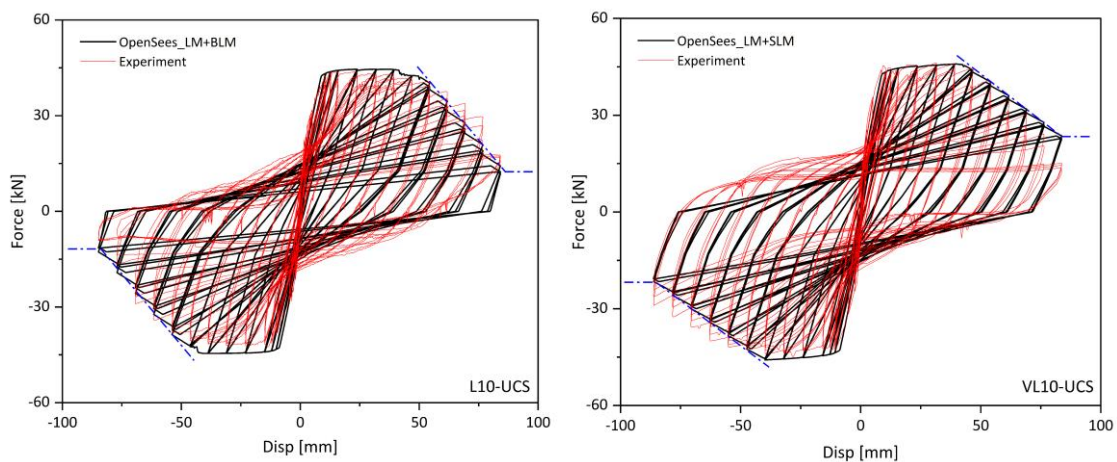 60
30
0
-30
-60
Force [kN]
OpenSees_LM+BLM
Experiment
L10-UCS
-100
-50
0
50
100
Disp [mm]
60
30
0
-30
-60
Force [kN]
OpenSees_LM+SLM
Experiment
VL10-UCS
-100
-50
0
50
100
Disp [mm]